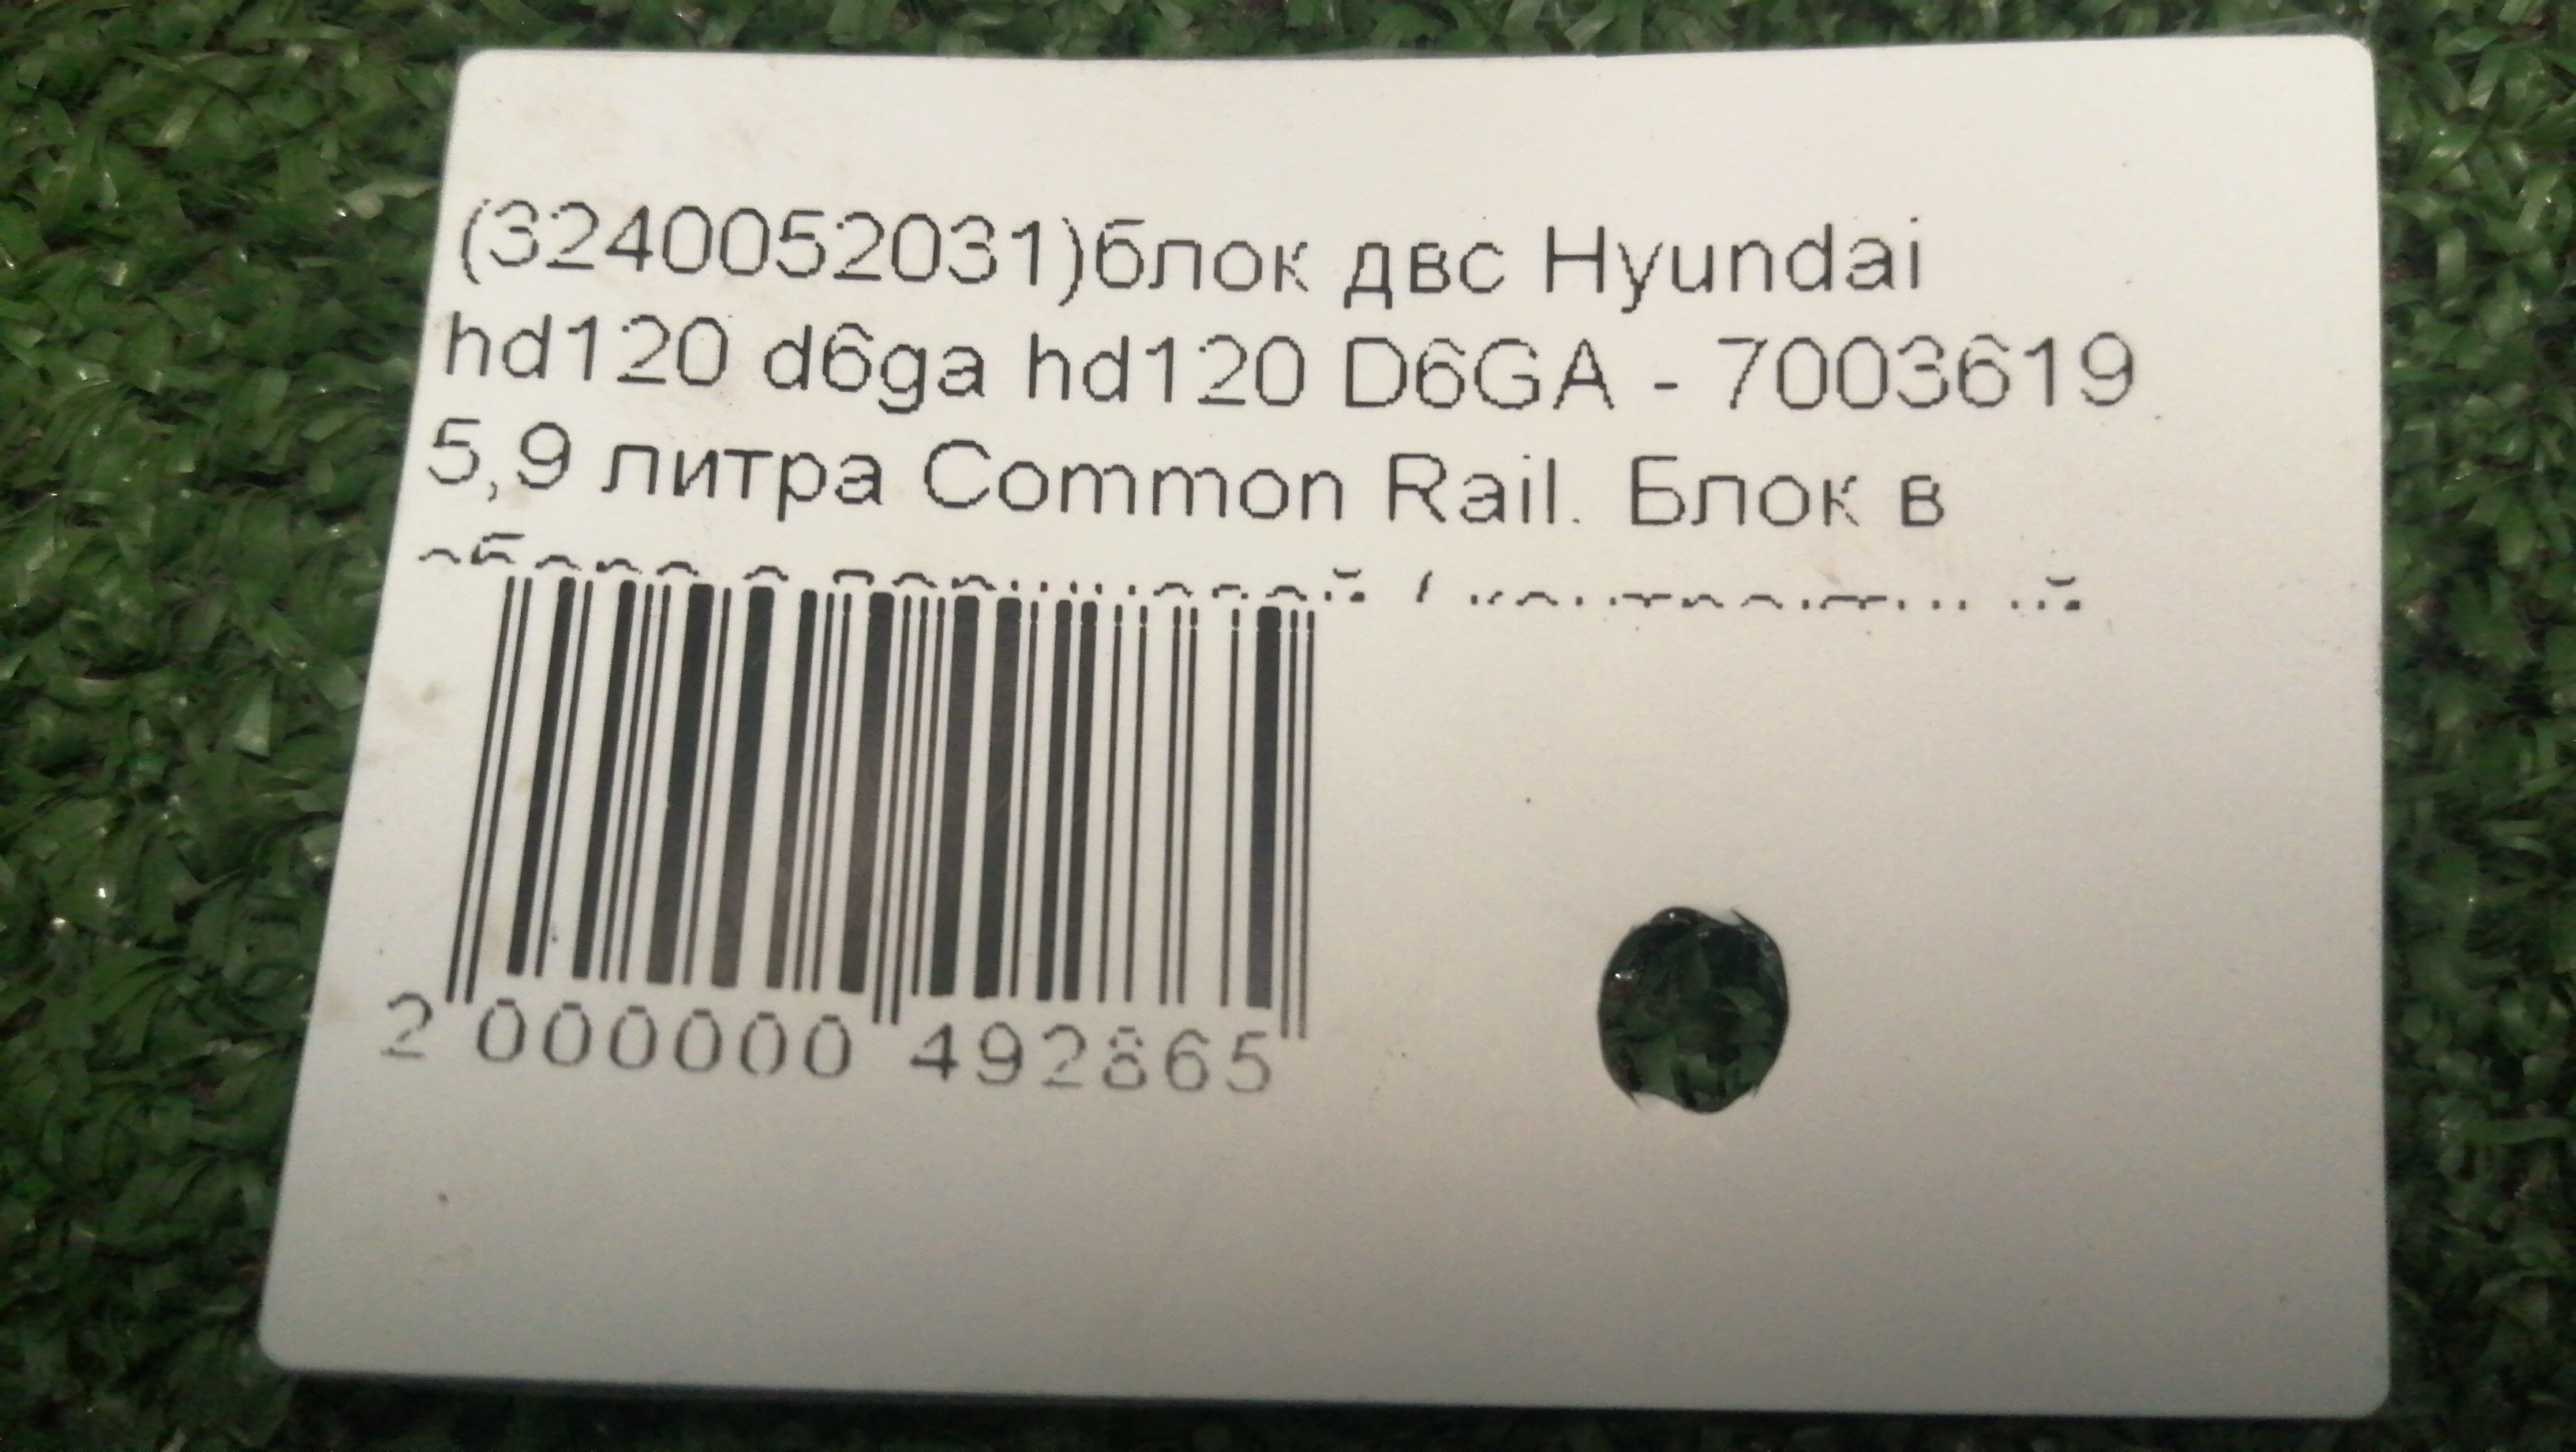 (3240052031)блок двс Hyundai
hd120 d6ga hd120 D6GA - 7003619
5,9 литра Common Rail. Блок в
2 000000 492865